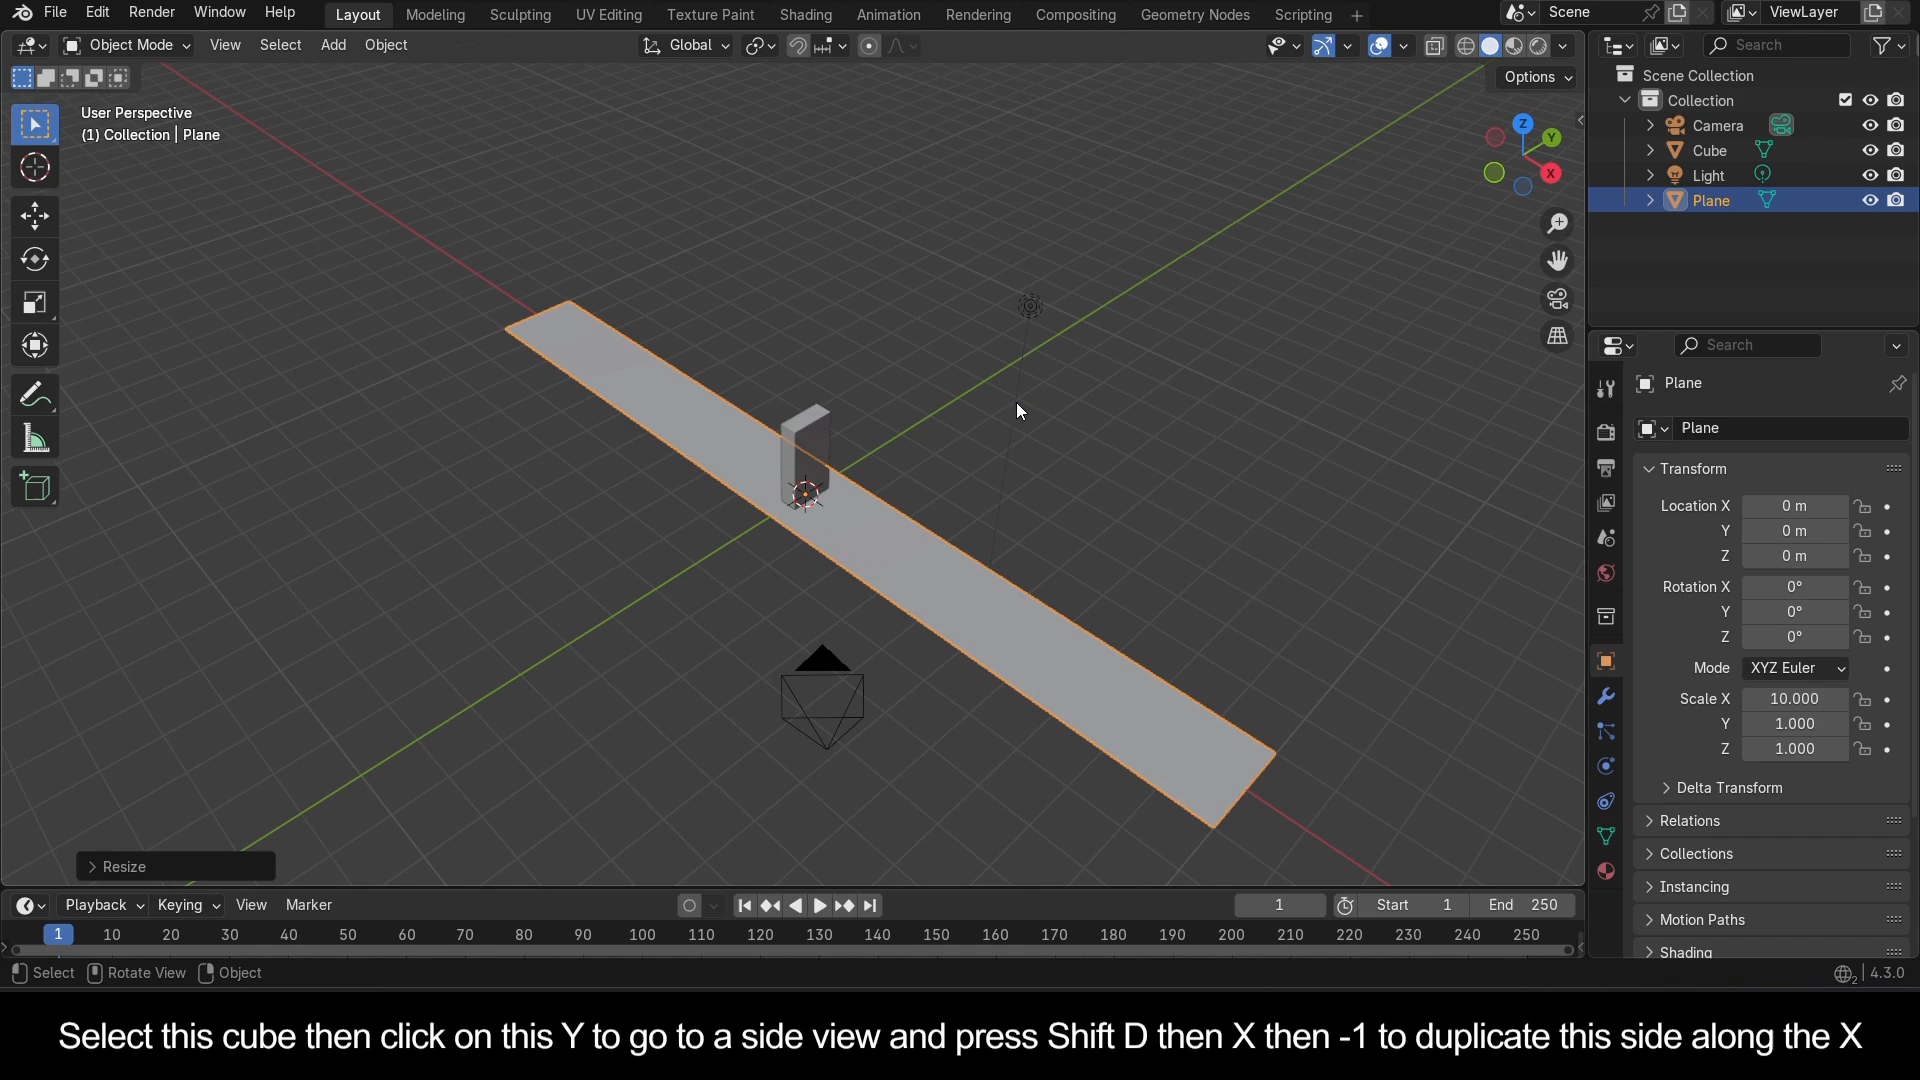 File Edit Render Window Help Layout Modeling Sculpting UV Editing Texture Paint Shading Animation Rendering Compositing Geometry Nodes Scripting + Scene ViewLayer
Object Mode View Select Add Object Global Search
Options
User Perspective
(1) Collection | Plane
Z
Y
X
Scene Collection
Collection
Camera
Cube
Light
Plane
Search
Plane
Plane
Transform
Location X 0 m
Y 0 m
Z 0 m
Rotation X 0°
Y 0°
Z 0°
Mode XYZ Euler
Scale X 10.000
Y 1.000
Z 1.000
Delta Transform
Relations
Collections
Instancing
Motion Paths
Shading
Resize
Playback Keying View Marker 1 Start 1 End 250
1 10 20 30 40 50 60 70 80 90 100 110 120 130 140 150 160 170 180 190 200 210 220 230 240 250
Select Rotate View Object 2 4.3.0
Select this cube then click on this Y to go to a side view and press Shift D then X then -1 to duplicate this side along the X